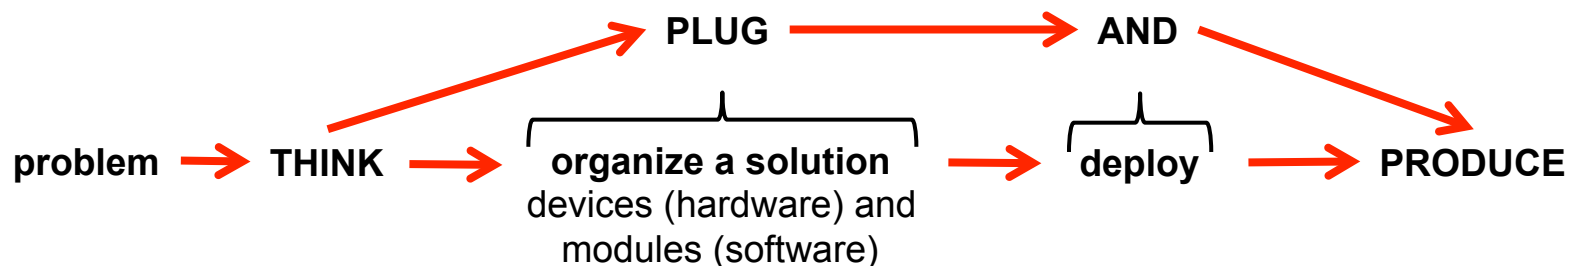 PLUG AND
problem THINK organize a solution deploy PRODUCE
devices (hardware) and
modules (software)